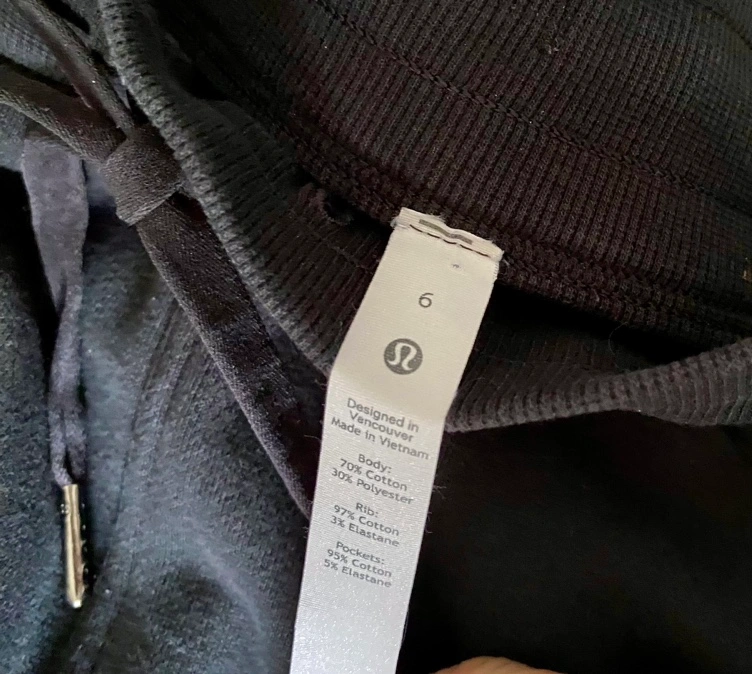 6
Designed in
Vancouver
Made in Vietnam
Body:
70% Cotton
30% Polyester
Rib:
97% Cotton
3% Elastane
Pockets:
95% Cotton
5% Elastane